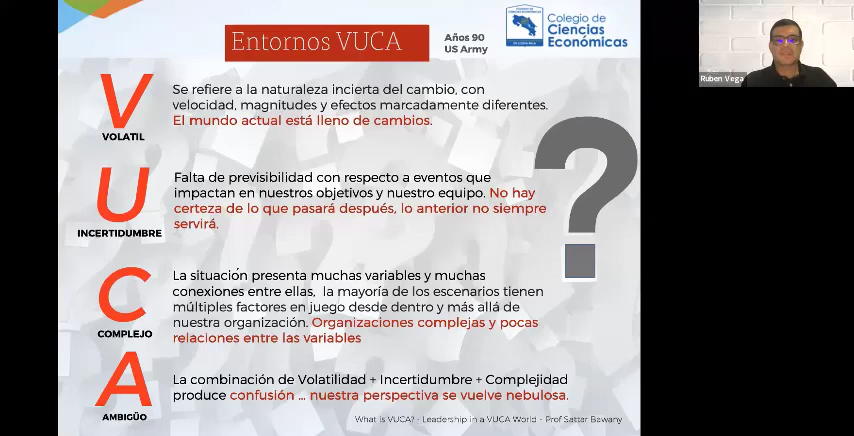 Entornos VUCA
Años 90
US Army
Colegio de
Ciencias
Económicas
Ruben Vega
V
VOLATIL
Se refiere a la naturaleza incierta del cambio, con
velocidad, magnitudes y efectos marcadamente diferentes.
El mundo actual está lleno de cambios.
U
INCERTIDUMBRE
Falta de previsibilidad con respecto a eventos que
impactan en nuestros objetivos y nuestro equipo. No hay
certeza de lo que pasará después, lo anterior no siempre
servirá.
?
C
COMPLEJO
La situación presenta muchas variables y muchas
conexiones entre ellas, la mayoría de los escenarios tienen
múltiples factores en juego desde dentro y más allá de
nuestra organización. Organizaciones complejas y pocas
relaciones entre las variables
A
AMBIGÜO
La combinación de Volatilidad + Incertidumbre + Complejidad
produce confusión ... nuestra perspectiva se vuelve nebulosa.
What is VUCA? - Leadership in a VUCA World - Prof Sattar Bawany